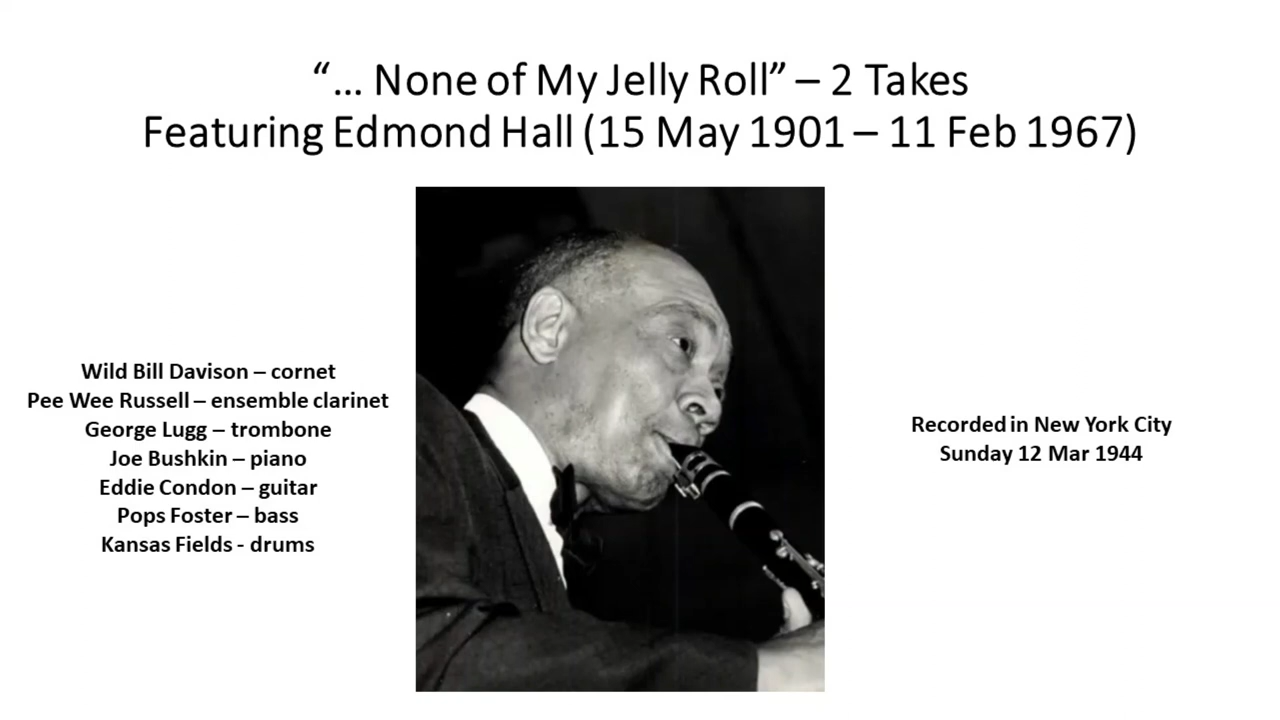 “... None of My Jelly Roll” – 2 Takes
Featuring Edmond Hall (15 May 1901 – 11 Feb 1967)
Wild Bill Davison – cornet
Pee Wee Russell – ensemble clarinet
George Lugg – trombone
Joe Bushkin – piano
Eddie Condon – guitar
Pops Foster – bass
Kansas Fields - drums
Recorded in New York City
Sunday 12 Mar 1944